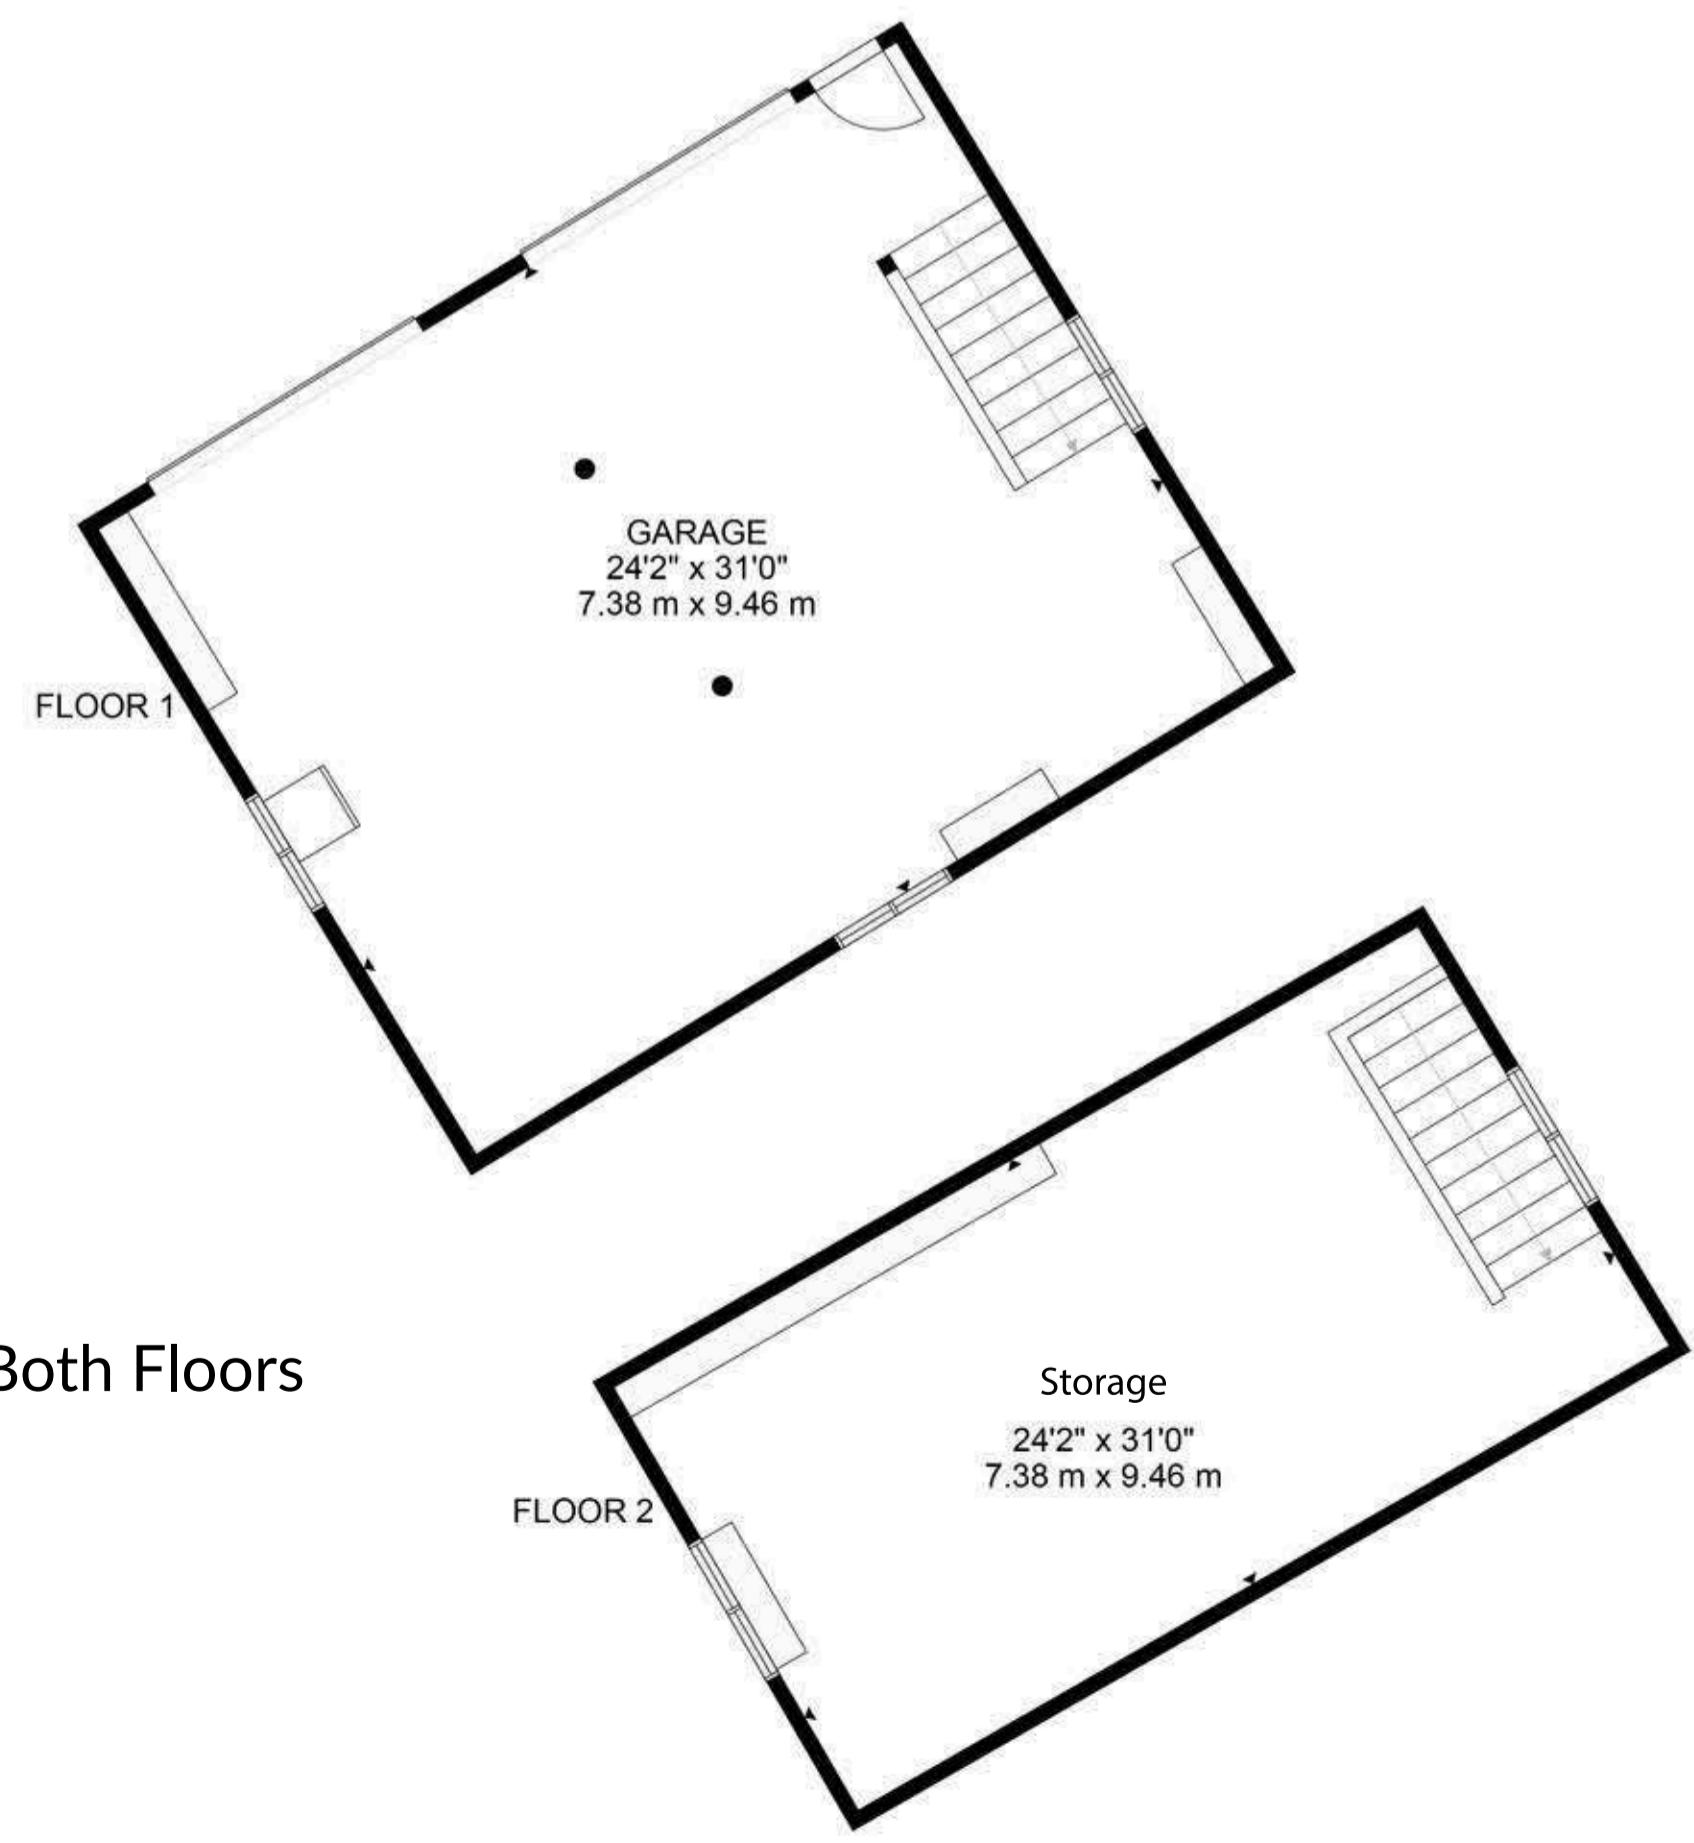 GARAGE
24'2" x 31'0"
7.38 m x 9.46 m
FLOOR 1
Both Floors
Storage
24'2" x 31'0"
7.38 m x 9.46 m
FLOOR 2